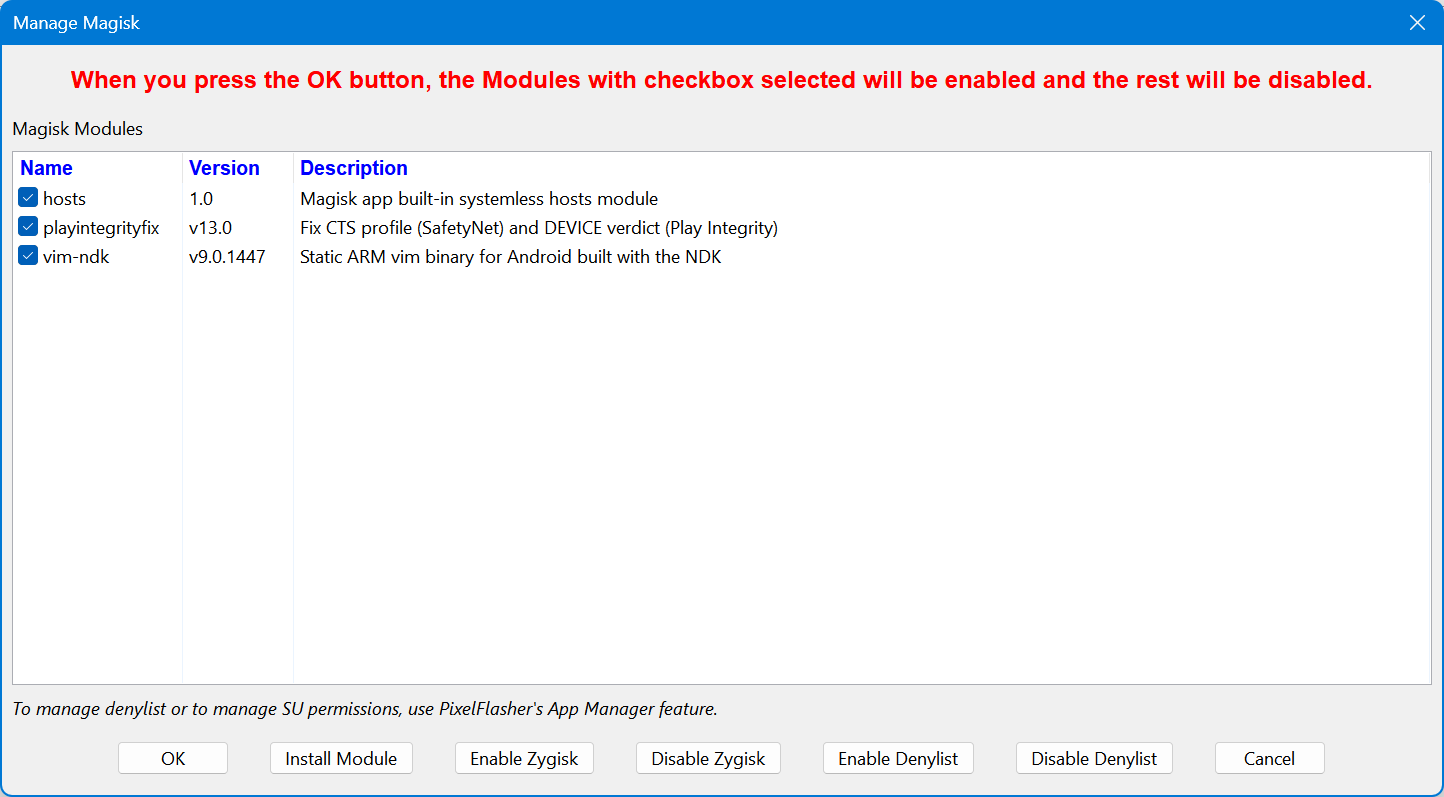 Manage Magisk
When you press the OK button, the Modules with checkbox selected will be enabled and the rest will be disabled.
Magisk Modules
Name Version Description
hosts 1.0 Magisk app built-in systemless hosts module
playintegrityfix v13.0 Fix CTS profile (SafetyNet) and DEVICE verdict (Play Integrity)
vim-ndk v9.0.1447 Static ARM vim binary for Android built with the NDK
To manage denylist or to manage SU permissions, use PixelFlasher's App Manager feature.
OK Install Module Enable Zygisk Disable Zygisk Enable Denylist Disable Denylist Cancel